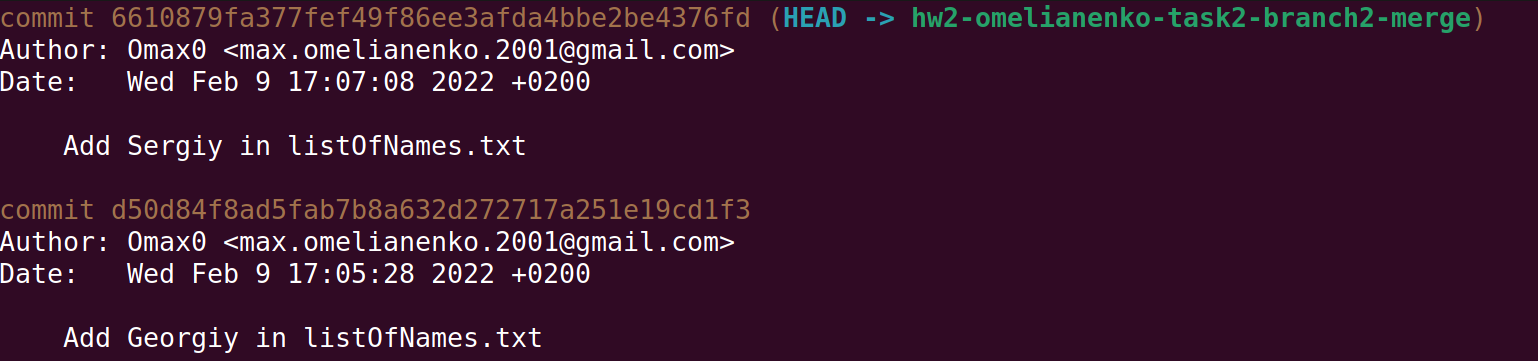 commit 6610879fa377fef49f86ee3afda4bbe2be4376fd (HEAD -> hw2-omelianenko-task2-branch2-merge)
Author: Omax0 <max.omelianenko.2001@gmail.com>
Date:   Wed Feb 9 17:07:08 2022 +0200
    Add Sergiy in listOfNames.txt
commit d50d84f8ad5fab7b8a632d272717a251e19cd1f3
Author: Omax0 <max.omelianenko.2001@gmail.com>
Date:   Wed Feb 9 17:05:28 2022 +0200
    Add Georgiy in listOfNames.txt